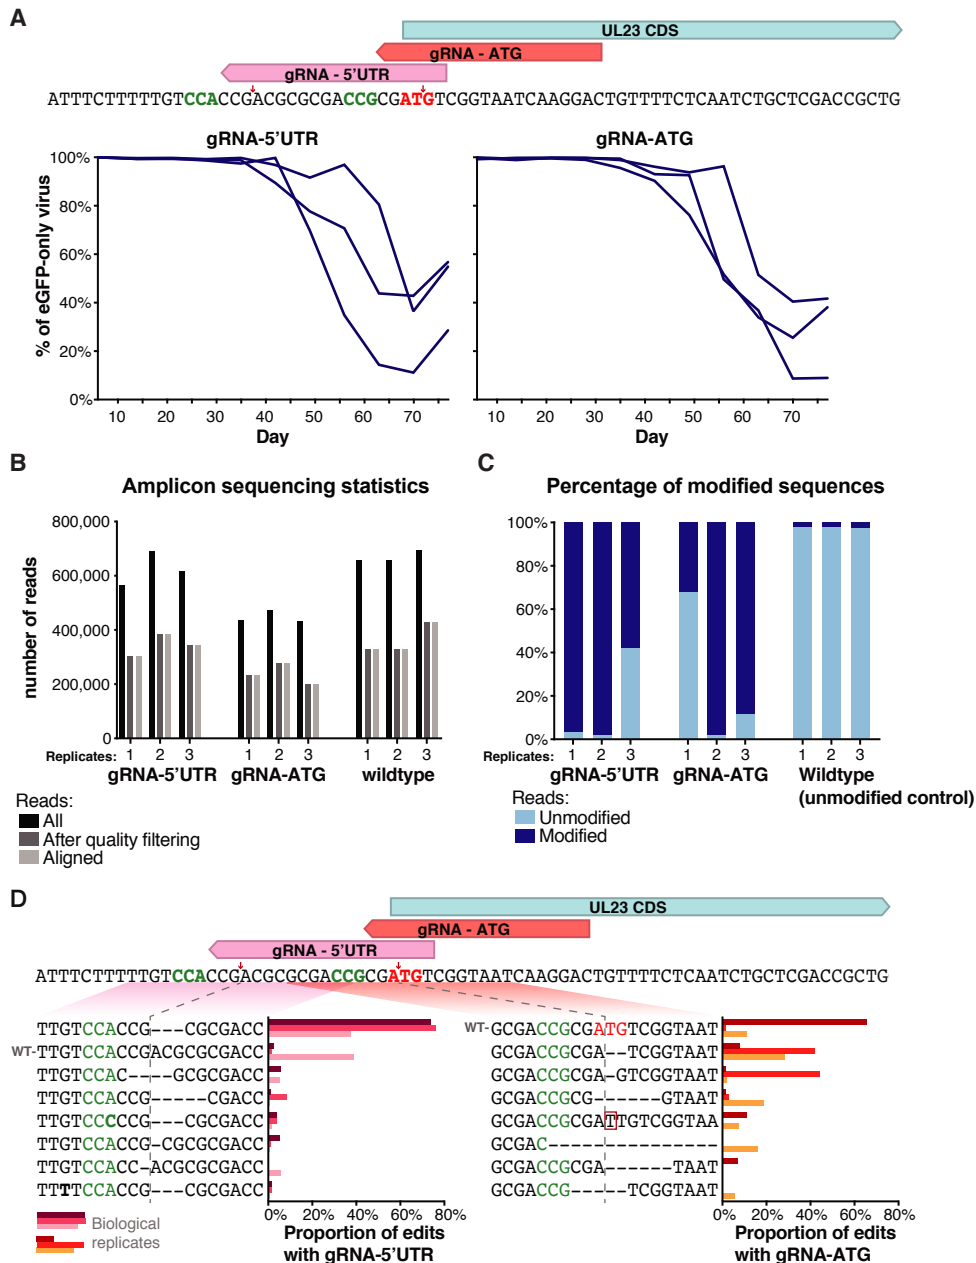 A
UL23 CDS
gRNA - ATG
gRNA - 5'UTR
ATTTCTTTTTGTCCACCGACGCGCGACCGCGATGTCGGTAATCAAGGACTGTTTTCTCAATCTGCTCGACCGCTG
gRNA-5'UTR
gRNA-ATG
% of eGFP-only virus
100%
80%
60%
40%
20%
0%
10 20 30 40 50 60 70
10 20 30 40 50 60 70
Day
Day
B
Amplicon sequencing statistics
number of reads
800,000
600,000
400,000
200,000
0
Replicates: 1 2 3 1 2 3 1 2 3
gRNA-5'UTR gRNA-ATG wildtype
Reads:
All
After quality filtering
Aligned
C
Percentage of modified sequences
100%
80%
60%
40%
20%
0%
Replicates: 1 2 3 1 2 3 1 2 3
gRNA-5'UTR gRNA-ATG Wildtype
(unmodified control)
Reads:
Unmodified
Modified
D
UL23 CDS
gRNA - ATG
gRNA - 5'UTR
ATTTCTTTTTGTCCACCGACGCGCGACCGCGATGTCGGTAATCAAGGACTGTTTTCTCAATCTGCTCGACCGCTG
TTGTCCACCG---CGCGACC
WT-TTGTCCACCGACGCGCGACC
TTGTCCAC----GCGCGACC
TTGTCCACCG-----CGACC
TTGTCCCCCG---CGCGACC
TTGTCCACCG-CGCGCGACC
TTGTCCACC-ACGCGCGACC
TTTTCCACCG---CGCGACC
0% 20% 40% 60% 80%
Proportion of edits
with gRNA-5'UTR
WT-GCGACCGCGATGTCGGTAAT
GCGACCGCGA--TCGGTAAT
GCGACCGCGA-GTCGGTAAT
GCGACCGCG------GTAAT
GCGACCGCGATTGTCGGTAA
GCGAC---------------
GCGACCGCGA------TAAT
GCGACCG-----TCGGTAAT
0% 20% 40% 60% 80%
Proportion of edits
with gRNA-ATG
Biological
replicates